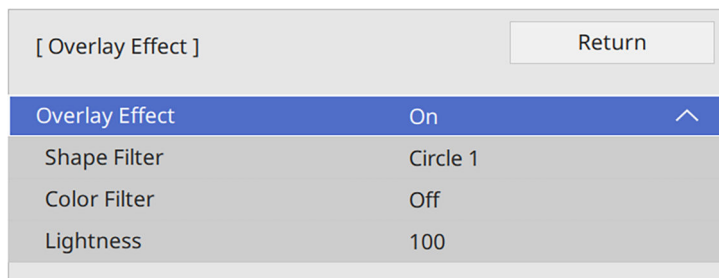 [ Overlay Effect ]
Return
Overlay Effect On
Shape Filter Circle 1
Color Filter Off
Lightness 100